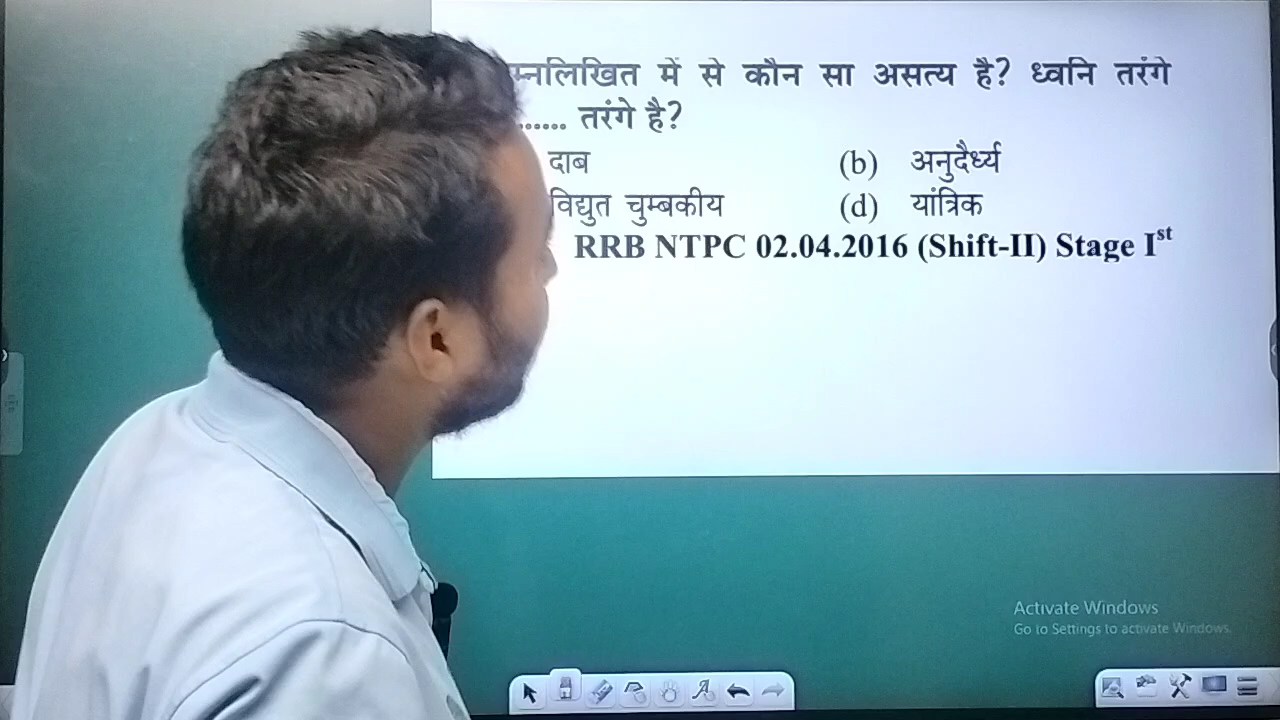 में से कौन सा असत्य है? ध्वनि तरंगे
...... तरंगे है?
दाब (b) अनुदैर्ध्य
विद्युत चुम्बकीय (d) यांत्रिक
RRB NTPC 02.04.2016 (Shift-II) Stage Ist
Activate Windows
Go to Settings to activate Windows.